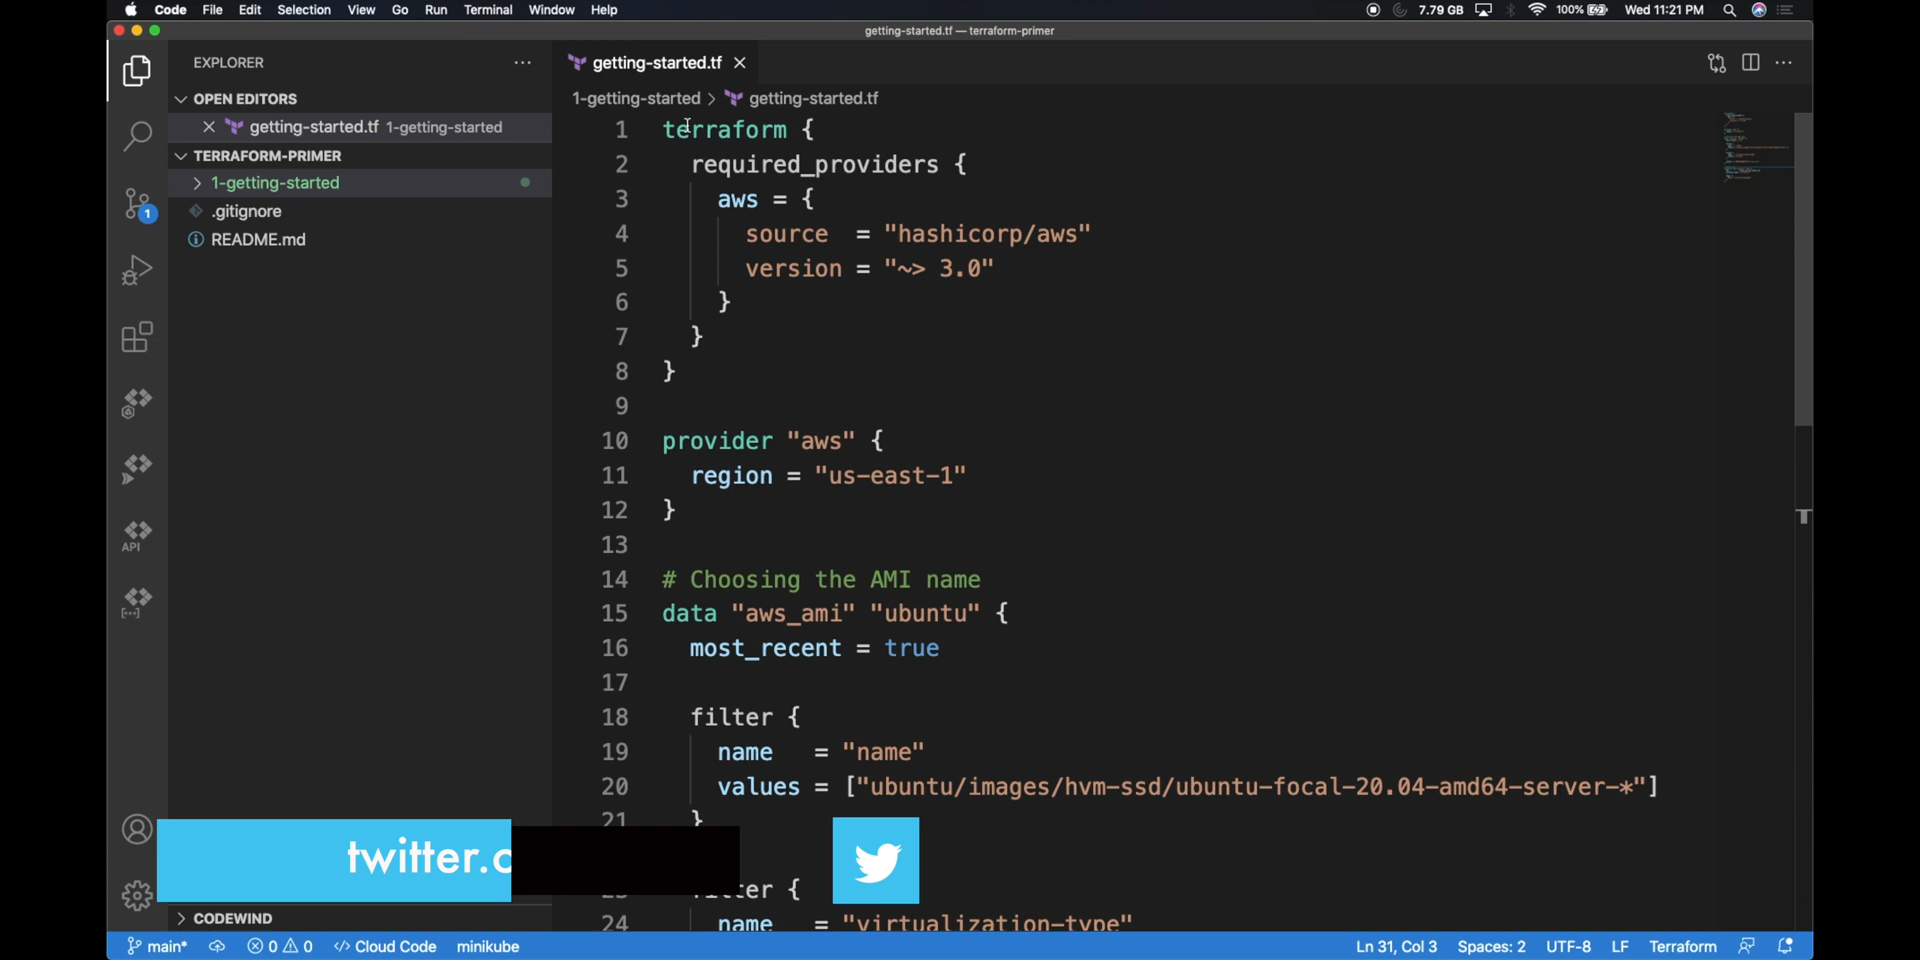 Code File Edit Selection View Go Run Terminal Window Help 7.79 GB 100% Wed 11:21 PM
getting-started.tf — terraform-primer
EXPLORER
OPEN EDITORS
getting-started.tf 1-getting-started
TERRAFORM-PRIMER
1-getting-started
.gitignore
README.md
1
API
CODEWIND
getting-started.tf
1-getting-started > getting-started.tf
1 terraform {
2 required_providers {
3 aws = {
4 source = "hashicorp/aws"
5 version = "~> 3.0"
6 }
7 }
8 }
9
10 provider "aws" {
11 region = "us-east-1"
12 }
13
14 # Choosing the AMI name
15 data "aws_ami" "ubuntu" {
16 most_recent = true
17
18 filter {
19 name = "name"
20 values = ["ubuntu/images/hvm-ssd/ubuntu-focal-20.04-amd64-server-*"]
21 }
{
24 name = "virtualization-type"
twitter.c
main* 0 0 Cloud Code minikube Ln 31, Col 3 Spaces: 2 UTF-8 LF Terraform